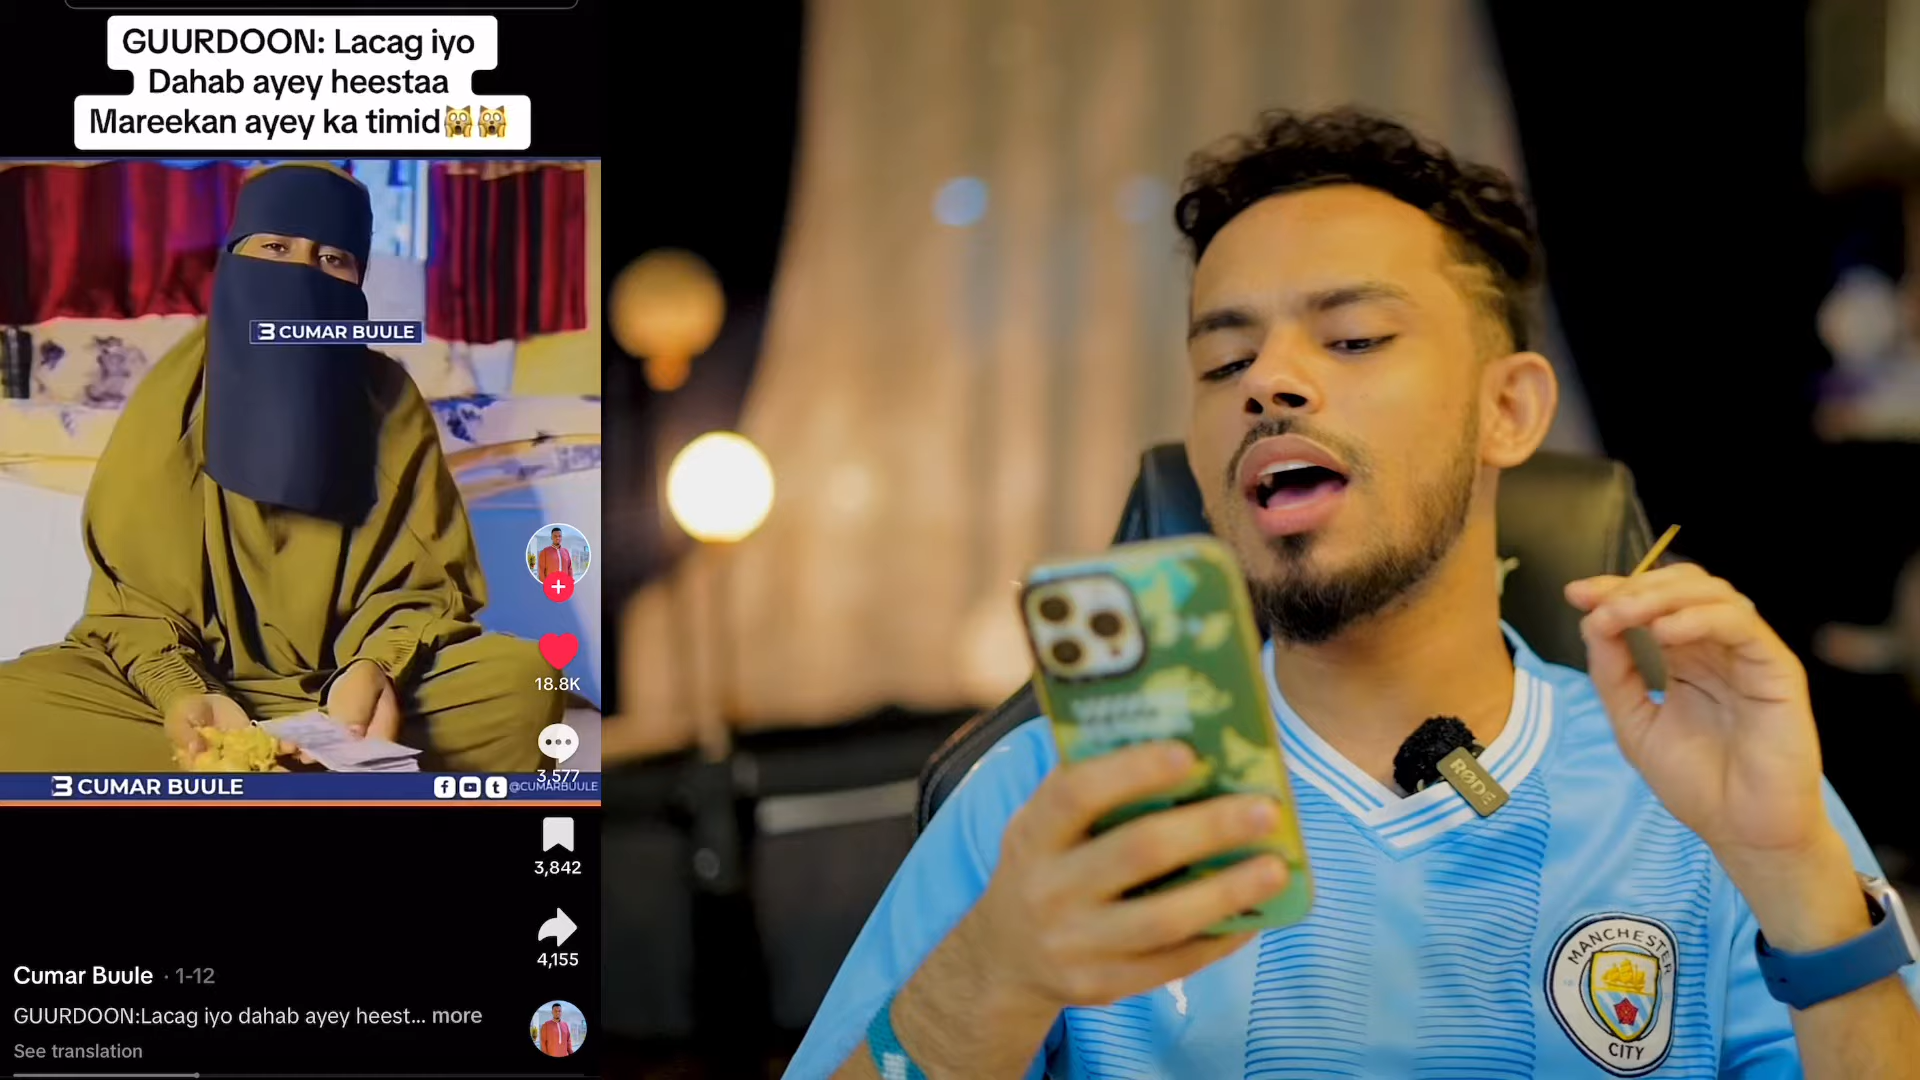 GUURDOON: Lacag iyo
Dahab ayey heestaa
Mareekan ayey ka timid🙀🙀
CUMAR BUULE
18.8K
3,577
CUMAR BUULE
@CUMARBUULE
3,842
4,155
Cumar Buule · 1-12
GUURDOON:Lacag iyo dahab ayey heest... more
See translation
RØDE
MANCHESTER
CITY